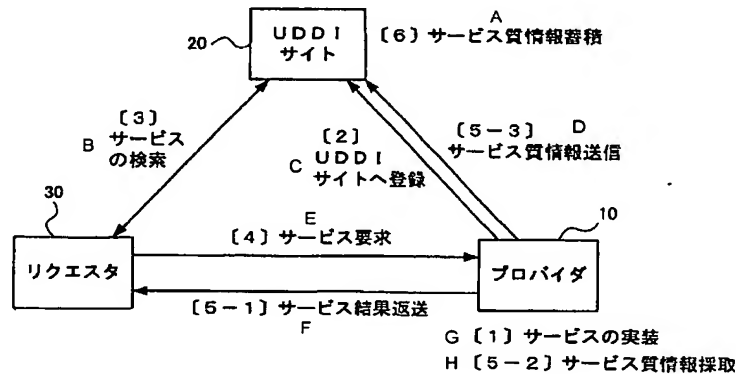 20
UDDI
サイト
A
〔6〕サービス質情報蓄積
〔3〕
B サービス
の検索
〔2〕
C UDDI
サイトへ登録
〔5－3〕 D
サービス質情報送信
30
リクエスタ
E
〔4〕サービス要求
〔5－1〕サービス結果返送
F
10
プロバイダ
G〔1〕サービスの実装
H〔5－2〕サービス質情報採取